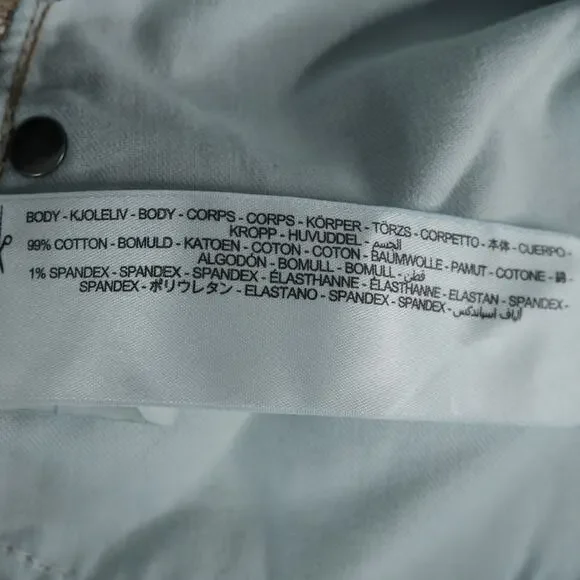 BODY - KJOLELIV - BODY - CORPS - CORPS - KÖRPER - TÖRZS - CORPETTO - 本体 - CUERPO -
KROPP - HUVUDDEL - الجسم
99% COTTON - BOMULD - KATOEN - COTON - COTON - BAUMWOLLE - PAMUT - COTONE - 綿 -
ALGODÓN - BOMULL - BOMULL - قطن
1% SPANDEX - SPANDEX - SPANDEX - ÉLASTHANNE - ÉLASTHANNE - ELASTAN - SPANDEX -
SPANDEX - ポリウレタン - ELASTANO - SPANDEX - SPANDEX - ألياف اسباندكس